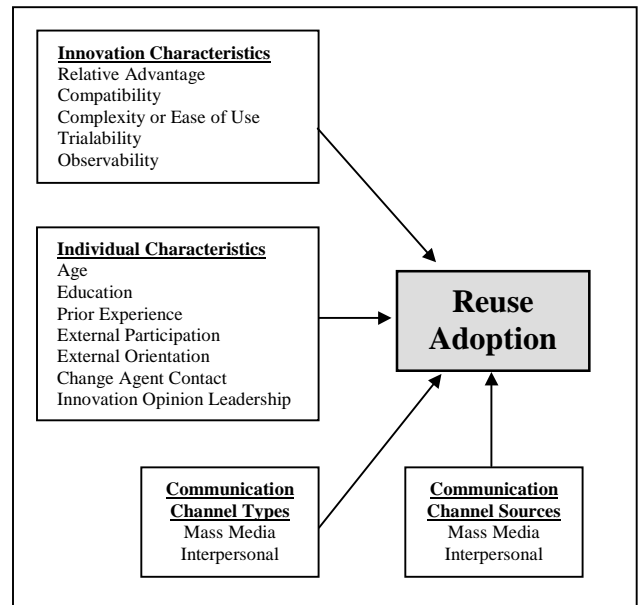 Innovation Characteristics
Relative Advantage
Compatibility
Complexity or Ease of Use
Trialability
Observability
Individual Characteristics
Age
Education
Prior Experience
External Participation
External Orientation
Change Agent Contact
Innovation Opinion Leadership
Reuse
Adoption
Communication
Channel Types
Mass Media
Interpersonal
Communication
Channel Sources
Mass Media
Interpersonal